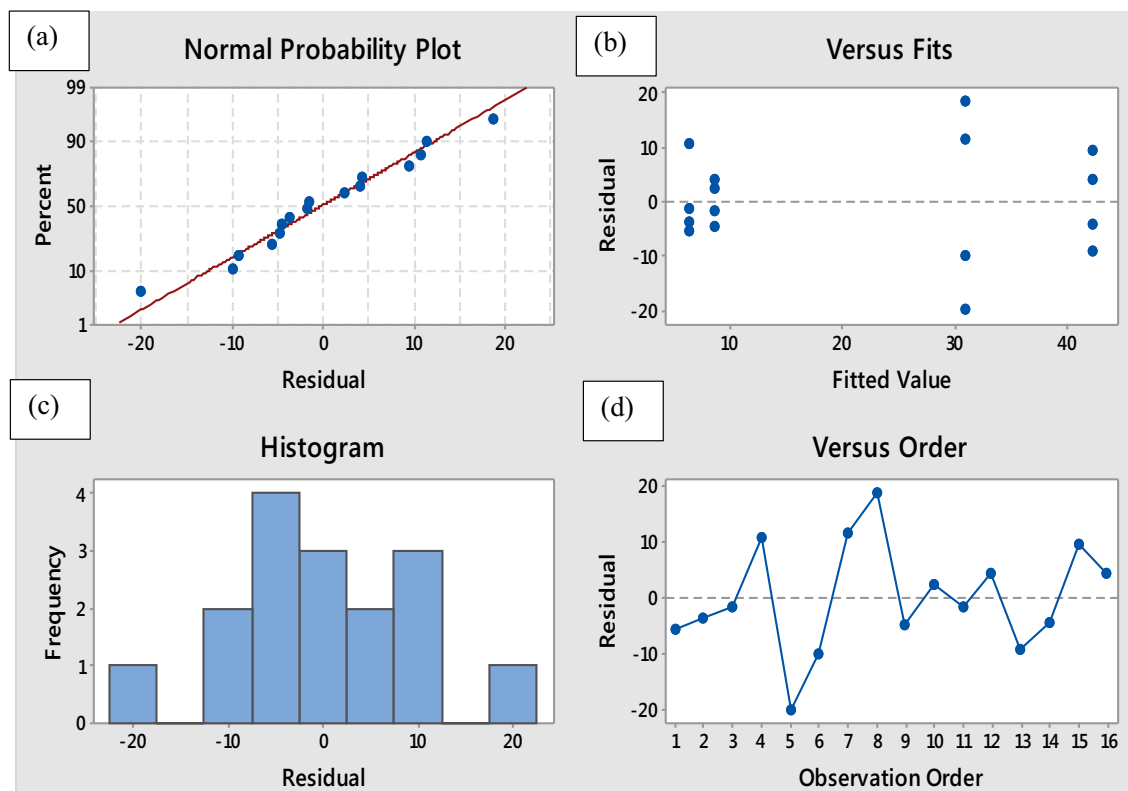 (a)
Normal Probability Plot
99
90
50
10
1
Percent
-20 -10 0 10 20
Residual
(b)
Versus Fits
20
10
0
-10
-20
Residual
10 20 30 40
Fitted Value
(c)
Histogram
4
3
2
1
0
Frequency
-20 -10 0 10 20
Residual
(d)
Versus Order
20
10
0
-10
-20
Residual
1 2 3 4 5 6 7 8 9 10 11 12 13 14 15 16
Observation Order